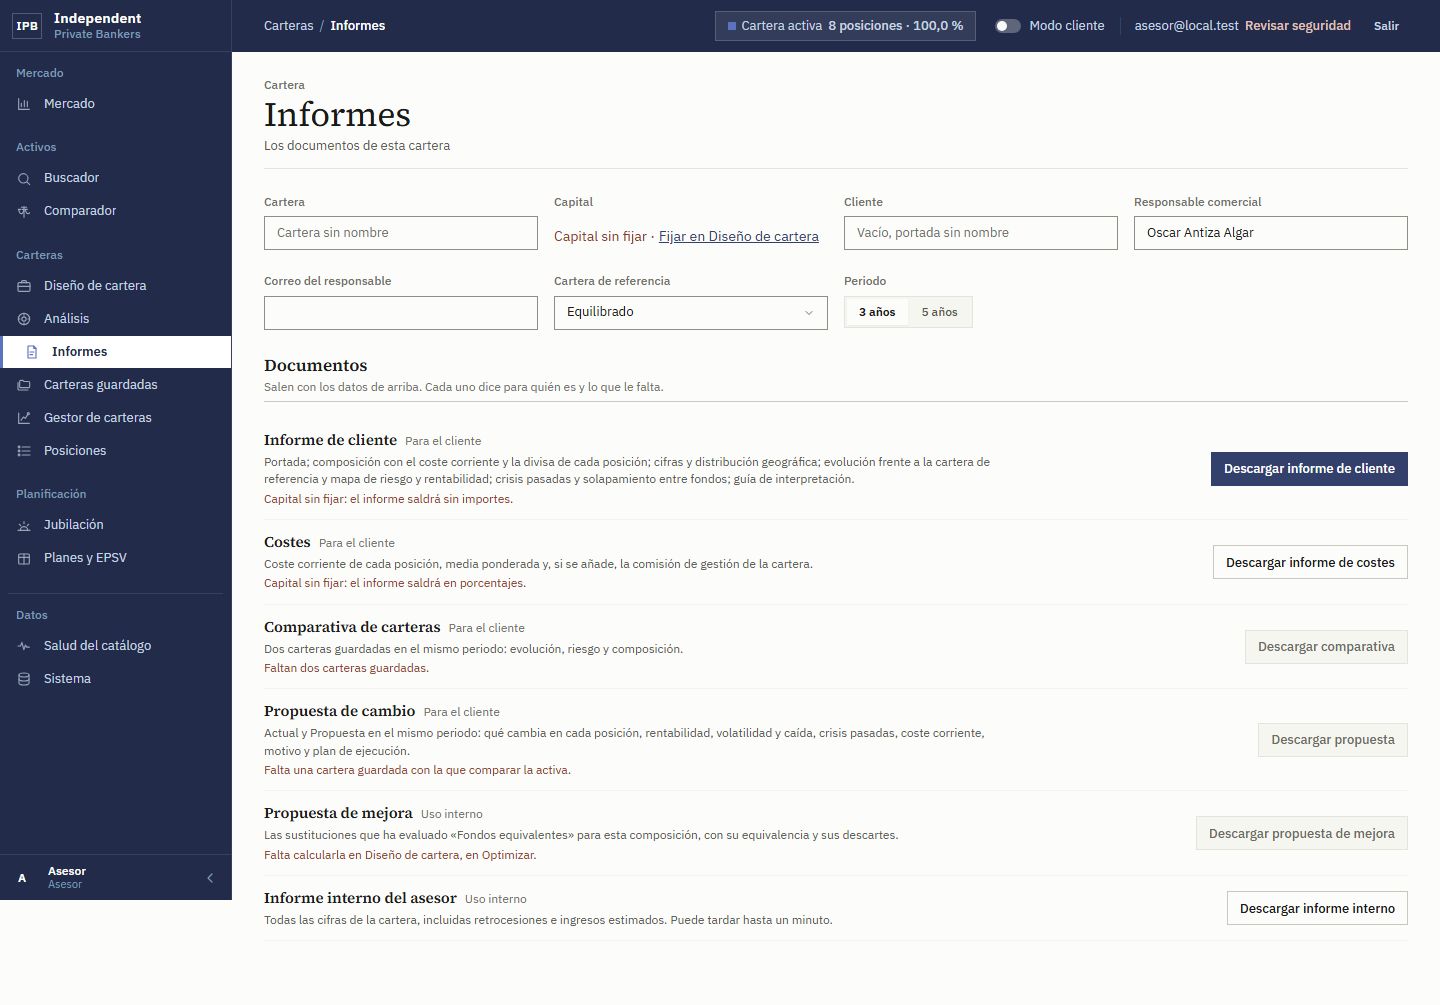 IPB
Independent
Private Bankers
Carteras / Informes
Cartera activa 8 posiciones · 100,0 %
Modo cliente
asesor@local.test
Revisar seguridad
Salir
Mercado
Mercado
Activos
Buscador
Comparador
Carteras
Diseño de cartera
Análisis
Informes
Carteras guardadas
Gestor de carteras
Posiciones
Planificación
Jubilación
Planes y EPSV
Datos
Salud del catálogo
Sistema
A
Asesor
Asesor
Cartera
Informes
Los documentos de esta cartera
Cartera
Cartera sin nombre
Capital
Capital sin fijar · Fijar en Diseño de cartera
Cliente
Vacío, portada sin nombre
Responsable comercial
Oscar Antiza Algar
Correo del responsable
Cartera de referencia
Equilibrado
Periodo
3 años
5 años
Documentos
Salen con los datos de arriba. Cada uno dice para quién es y lo que le falta.
Informe de cliente Para el cliente
Portada; composición con el coste corriente y la divisa de cada posición; cifras y distribución geográfica; evolución frente a la cartera de
referencia y mapa de riesgo y rentabilidad; crisis pasadas y solapamiento entre fondos; guía de interpretación.
Capital sin fijar: el informe saldrá sin importes.
Descargar informe de cliente
Costes Para el cliente
Coste corriente de cada posición, media ponderada y, si se añade, la comisión de gestión de la cartera.
Capital sin fijar: el informe saldrá en porcentajes.
Descargar informe de costes
Comparativa de carteras Para el cliente
Dos carteras guardadas en el mismo periodo: evolución, riesgo y composición.
Faltan dos carteras guardadas.
Descargar comparativa
Propuesta de cambio Para el cliente
Actual y Propuesta en el mismo periodo: qué cambia en cada posición, rentabilidad, volatilidad y caída, crisis pasadas, coste corriente,
motivo y plan de ejecución.
Falta una cartera guardada con la que comparar la activa.
Descargar propuesta
Propuesta de mejora Uso interno
Las sustituciones que ha evaluado «Fondos equivalentes» para esta composición, con su equivalencia y sus descartes.
Falta calcularla en Diseño de cartera, en Optimizar.
Descargar propuesta de mejora
Informe interno del asesor Uso interno
Todas las cifras de la cartera, incluidas retrocesiones e ingresos estimados. Puede tardar hasta un minuto.
Descargar informe interno